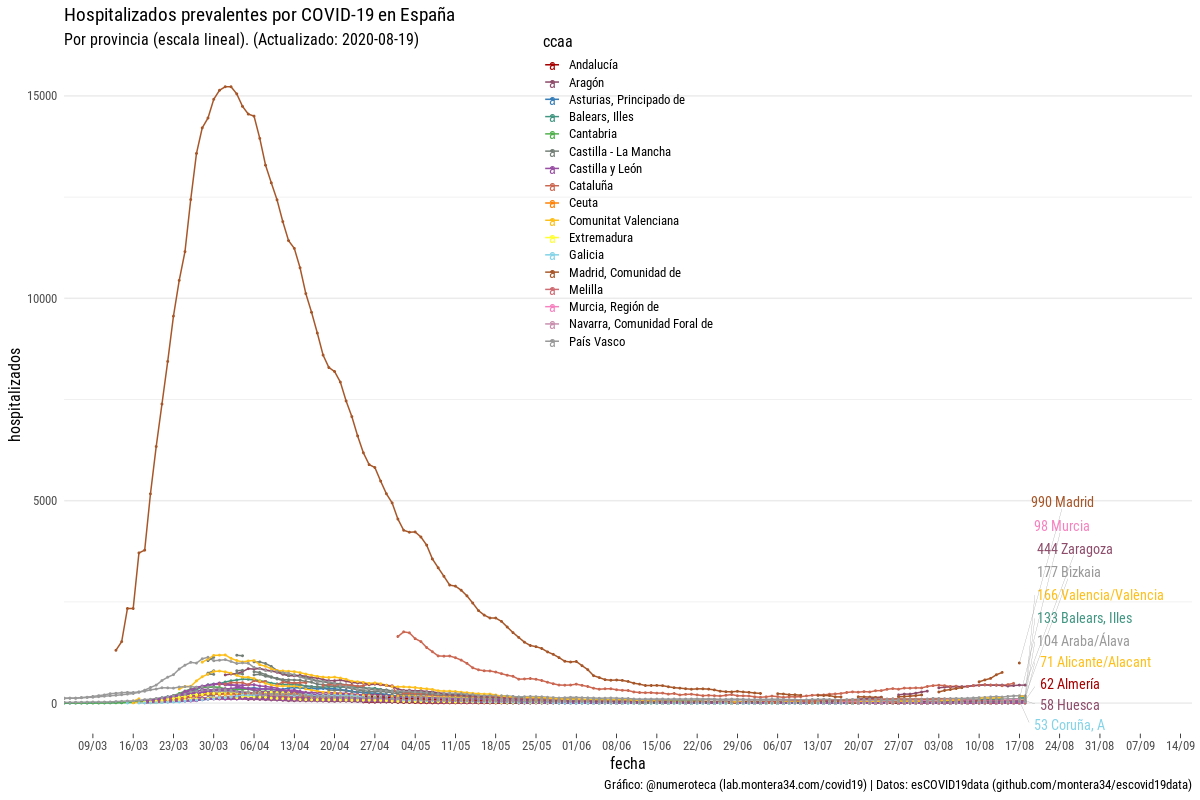 Hospitalizados prevalentes por COVID-19 en España
Por provincia (escala lineal). (Actualizado: 2020-08-19)
ccaa
Andalucía
Aragón
Asturias, Principado de
Balears, Illes
Cantabria
Castilla - La Mancha
Castilla y León
Cataluña
Ceuta
Comunitat Valenciana
Extremadura
Galicia
Madrid, Comunidad de
Melilla
Murcia, Región de
Navarra, Comunidad Foral de
País Vasco
hospitalizados
15000
10000
5000
0
990 Madrid
98 Murcia
444 Zaragoza
177 Bizkaia
166 Valencia/València
133 Balears, Illes
104 Araba/Álava
71 Alicante/Alacant
62 Almería
58 Huesca
53 Coruña, A
09/03 16/03 23/03 30/03 06/04 13/04 20/04 27/04 04/05 11/05 18/05 25/05 01/06 08/06 15/06 22/06 29/06 06/07 13/07 20/07 27/07 03/08 10/08 17/08 24/08 31/08 07/09 14/09
fecha
Gráfico: @numeroteca (lab.montera34.com/covid19) | Datos: esCOVID19data (github.com/montera34/escovid19data)